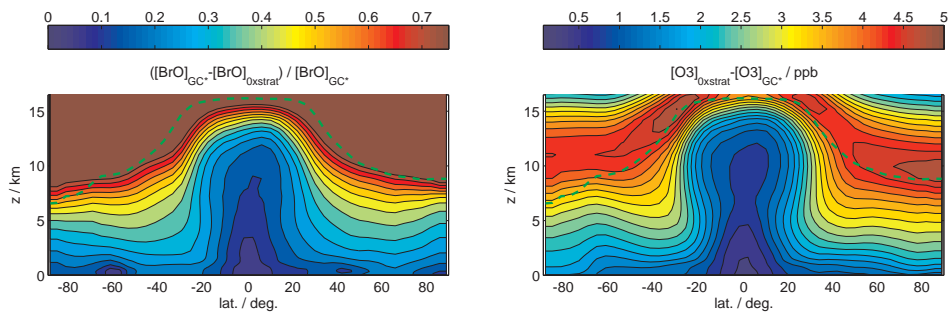 0 0.1 0.2 0.3 0.4 0.5 0.6 0.7
([BrO]GC*-[BrO]0xstrat) / [BrO]GC*
15
10
5
0
z / km
-80 -60 -40 -20 0 20 40 60 80
lat. / deg.
0.5 1 1.5 2 2.5 3 3.5 4 4.5 5
[O3]0xstrat-[O3]GC* / ppb
15
10
5
0
z / km
-80 -60 -40 -20 0 20 40 60 80
lat. / deg.